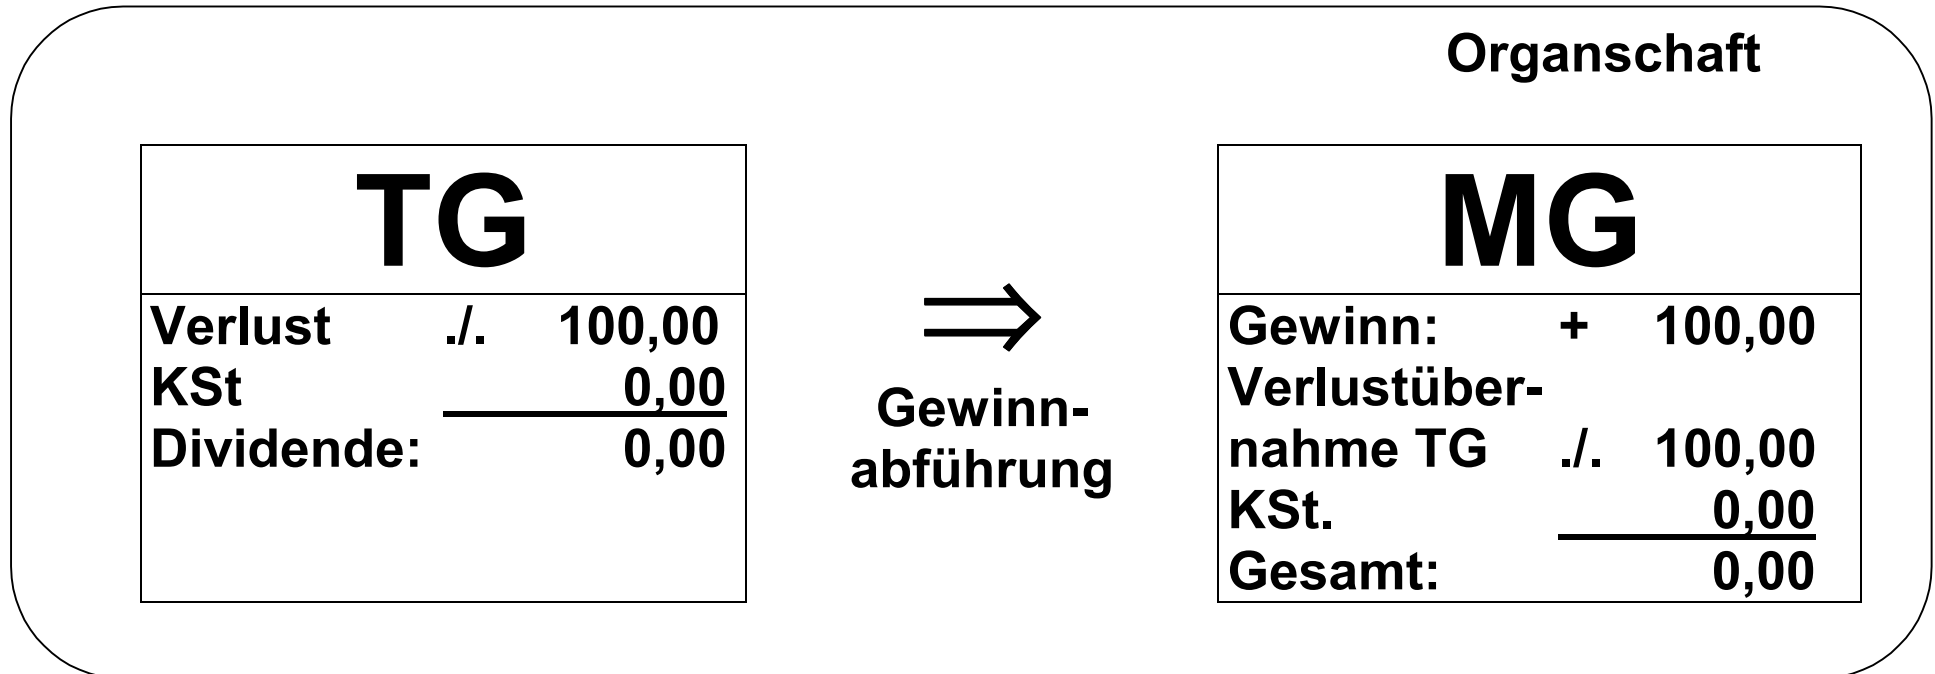 Organschaft
TG
Verlust ./. 100,00
KSt 0,00
Dividende: 0,00
⇒
Gewinn-
abführung
MG
Gewinn: + 100,00
Verlustüber-
nahme TG ./. 100,00
KSt. 0,00
Gesamt: 0,00